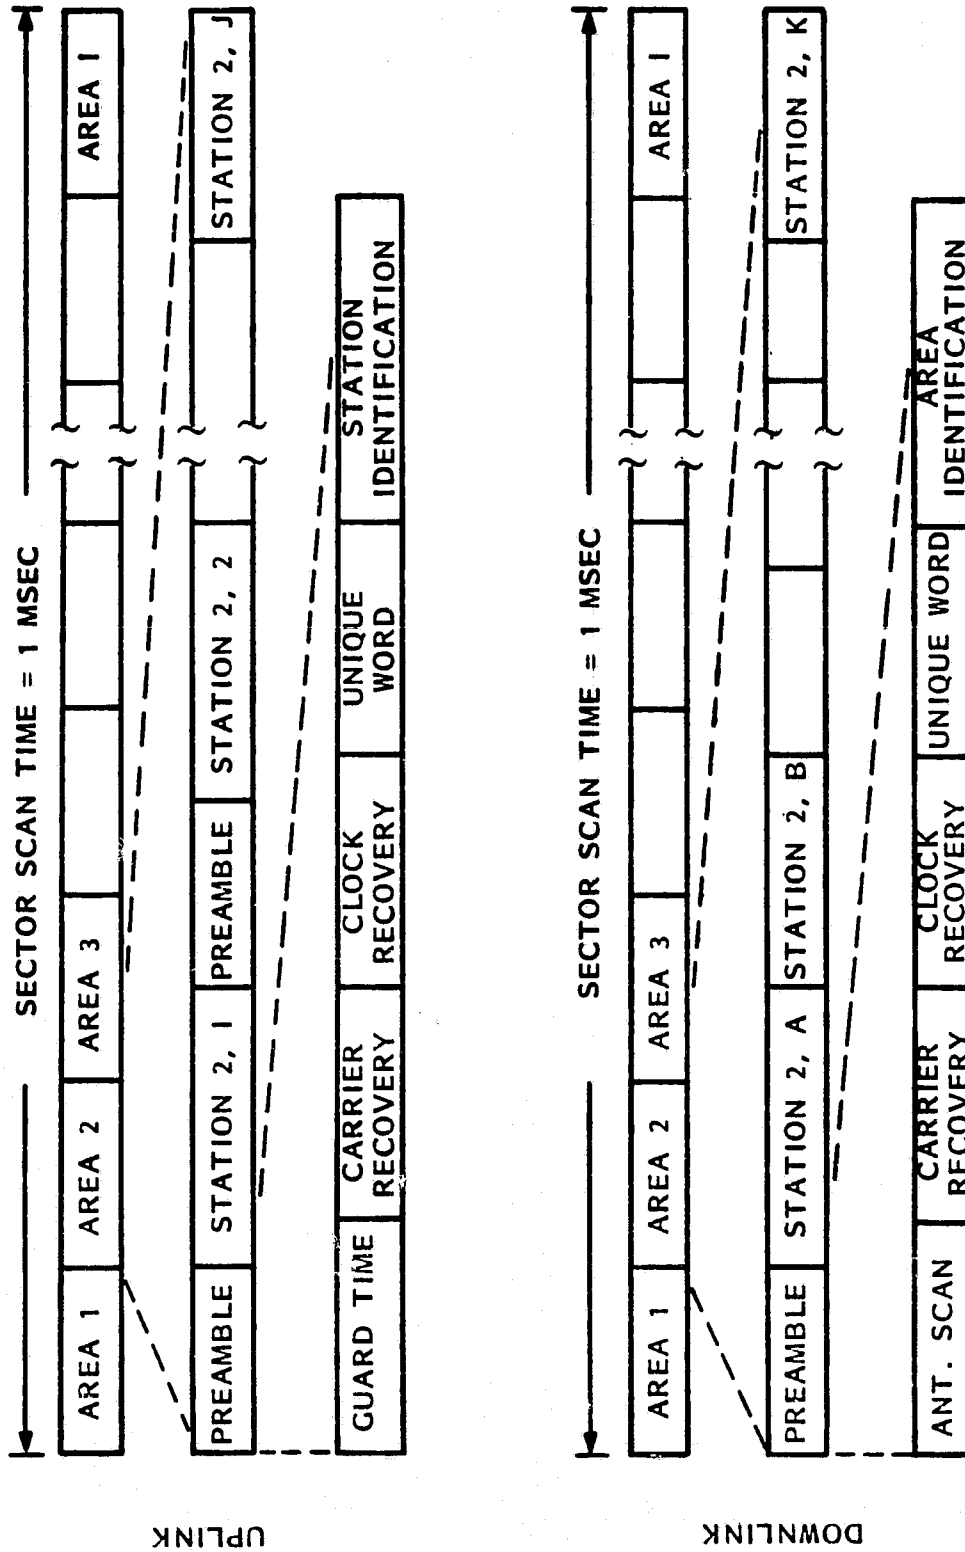 UPLINK
SECTOR SCAN TIME = 1 MSEC
AREA 1
AREA 2
AREA 3
AREA I
PREAMBLE
STATION 2, 1
PREAMBLE
STATION 2, 2
STATION 2, J
GUARD TIME
CARRIER
RECOVERY
CLOCK
RECOVERY
UNIQUE
WORD
STATION
IDENTIFICATION
DOWNLINK
SECTOR SCAN TIME = 1 MSEC
AREA 1
AREA 2
AREA 3
AREA I
PREAMBLE
STATION 2, A
STATION 2, B
STATION 2, K
ANT. SCAN
CARRIER
RECOVERY
CLOCK
RECOVERY
UNIQUE WORD
AREA
IDENTIFICATION